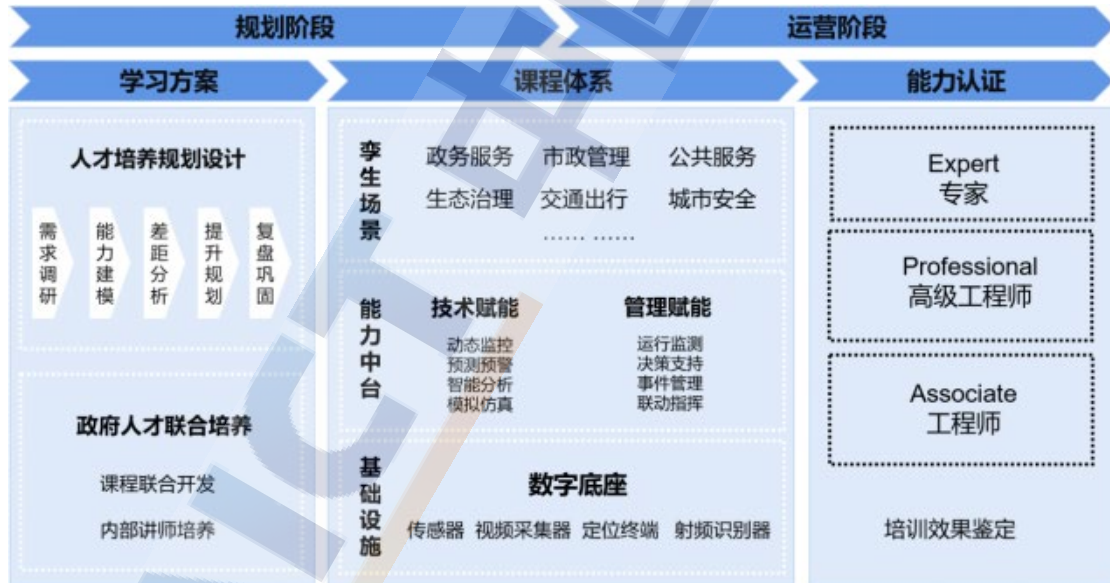 规划阶段
运营阶段
学习方案
课程体系
能力认证
人才培养规划设计
需求调研
能力建模
差距分析
提升规划
复盘巩固
政府人才联合培养
课程联合开发
内部讲师培养
孪生场景
政务服务 市政管理 公共服务
生态治理 交通出行 城市安全
...... ......
能力中台
技术赋能
动态监控
预测预警
智能分析
模拟仿真
管理赋能
运行监测
决策支持
事件管理
联动指挥
基础设施
数字底座
传感器 视频采集器 定位终端 射频识别器
Expert
专家
Professional
高级工程师
Associate
工程师
培训效果鉴定
ICT